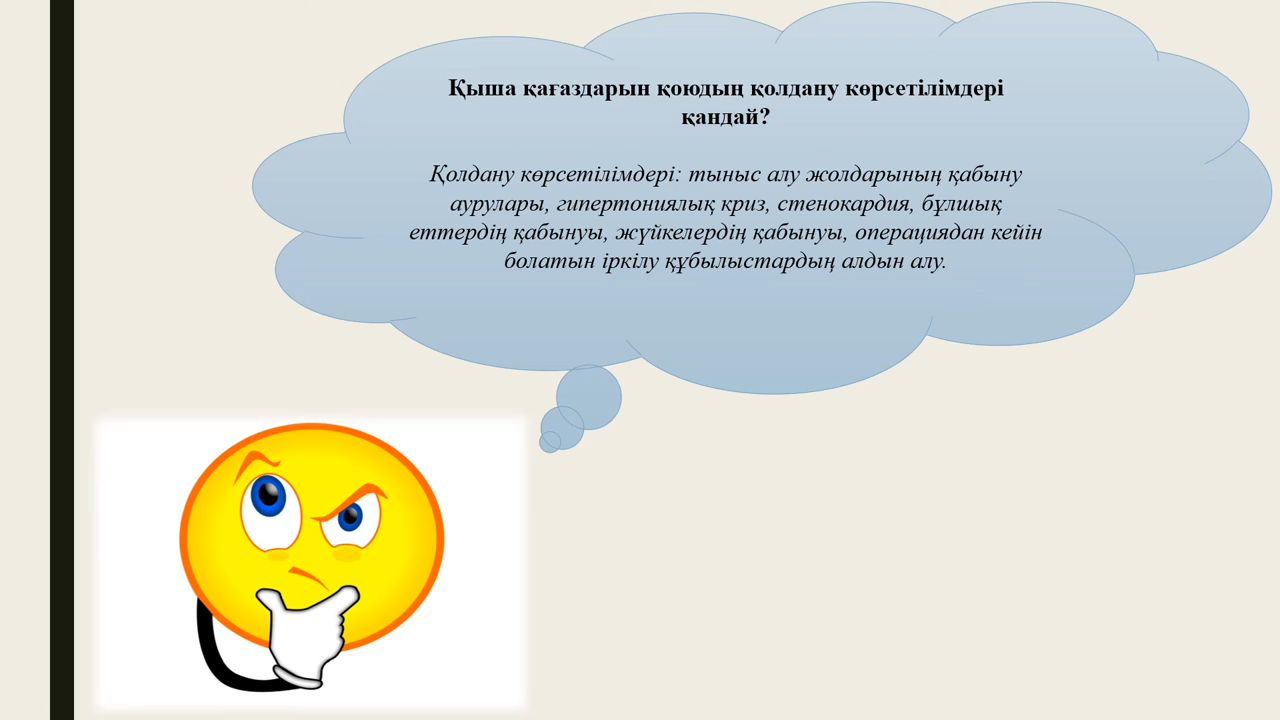 Қыша қағаздарын қоюдың қолдану көрсетілімдері
қандай?
Қолдану көрсетілімдері: тыныс алу жолдарының қабыну
аурулары, гипертониялық криз, стенокардия, бұлшық
еттердің қабынуы, жүйкелердің қабынуы, операциядан кейін
болатын іркілу құбылыстардың алдын алу.